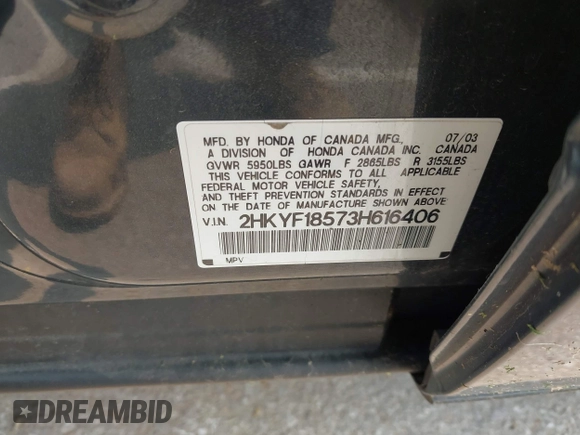 MFD. BY HONDA OF CANADA MFG., 07/03
A DIVISION OF HONDA CANADA INC. CANADA
GVWR 5950LBS GAWR F 2865LBS R 3155LBS
THIS VEHICLE CONFORMS TO ALL APPLICABLE
FEDERAL MOTOR VEHICLE SAFETY,
AND THEFT PREVENTION STANDARDS IN EFFECT
ON THE DATE OF MANUFACTURE SHOWN ABOVE
V.I.N. 2HKYF18573H616406
MPV
DREAMBID